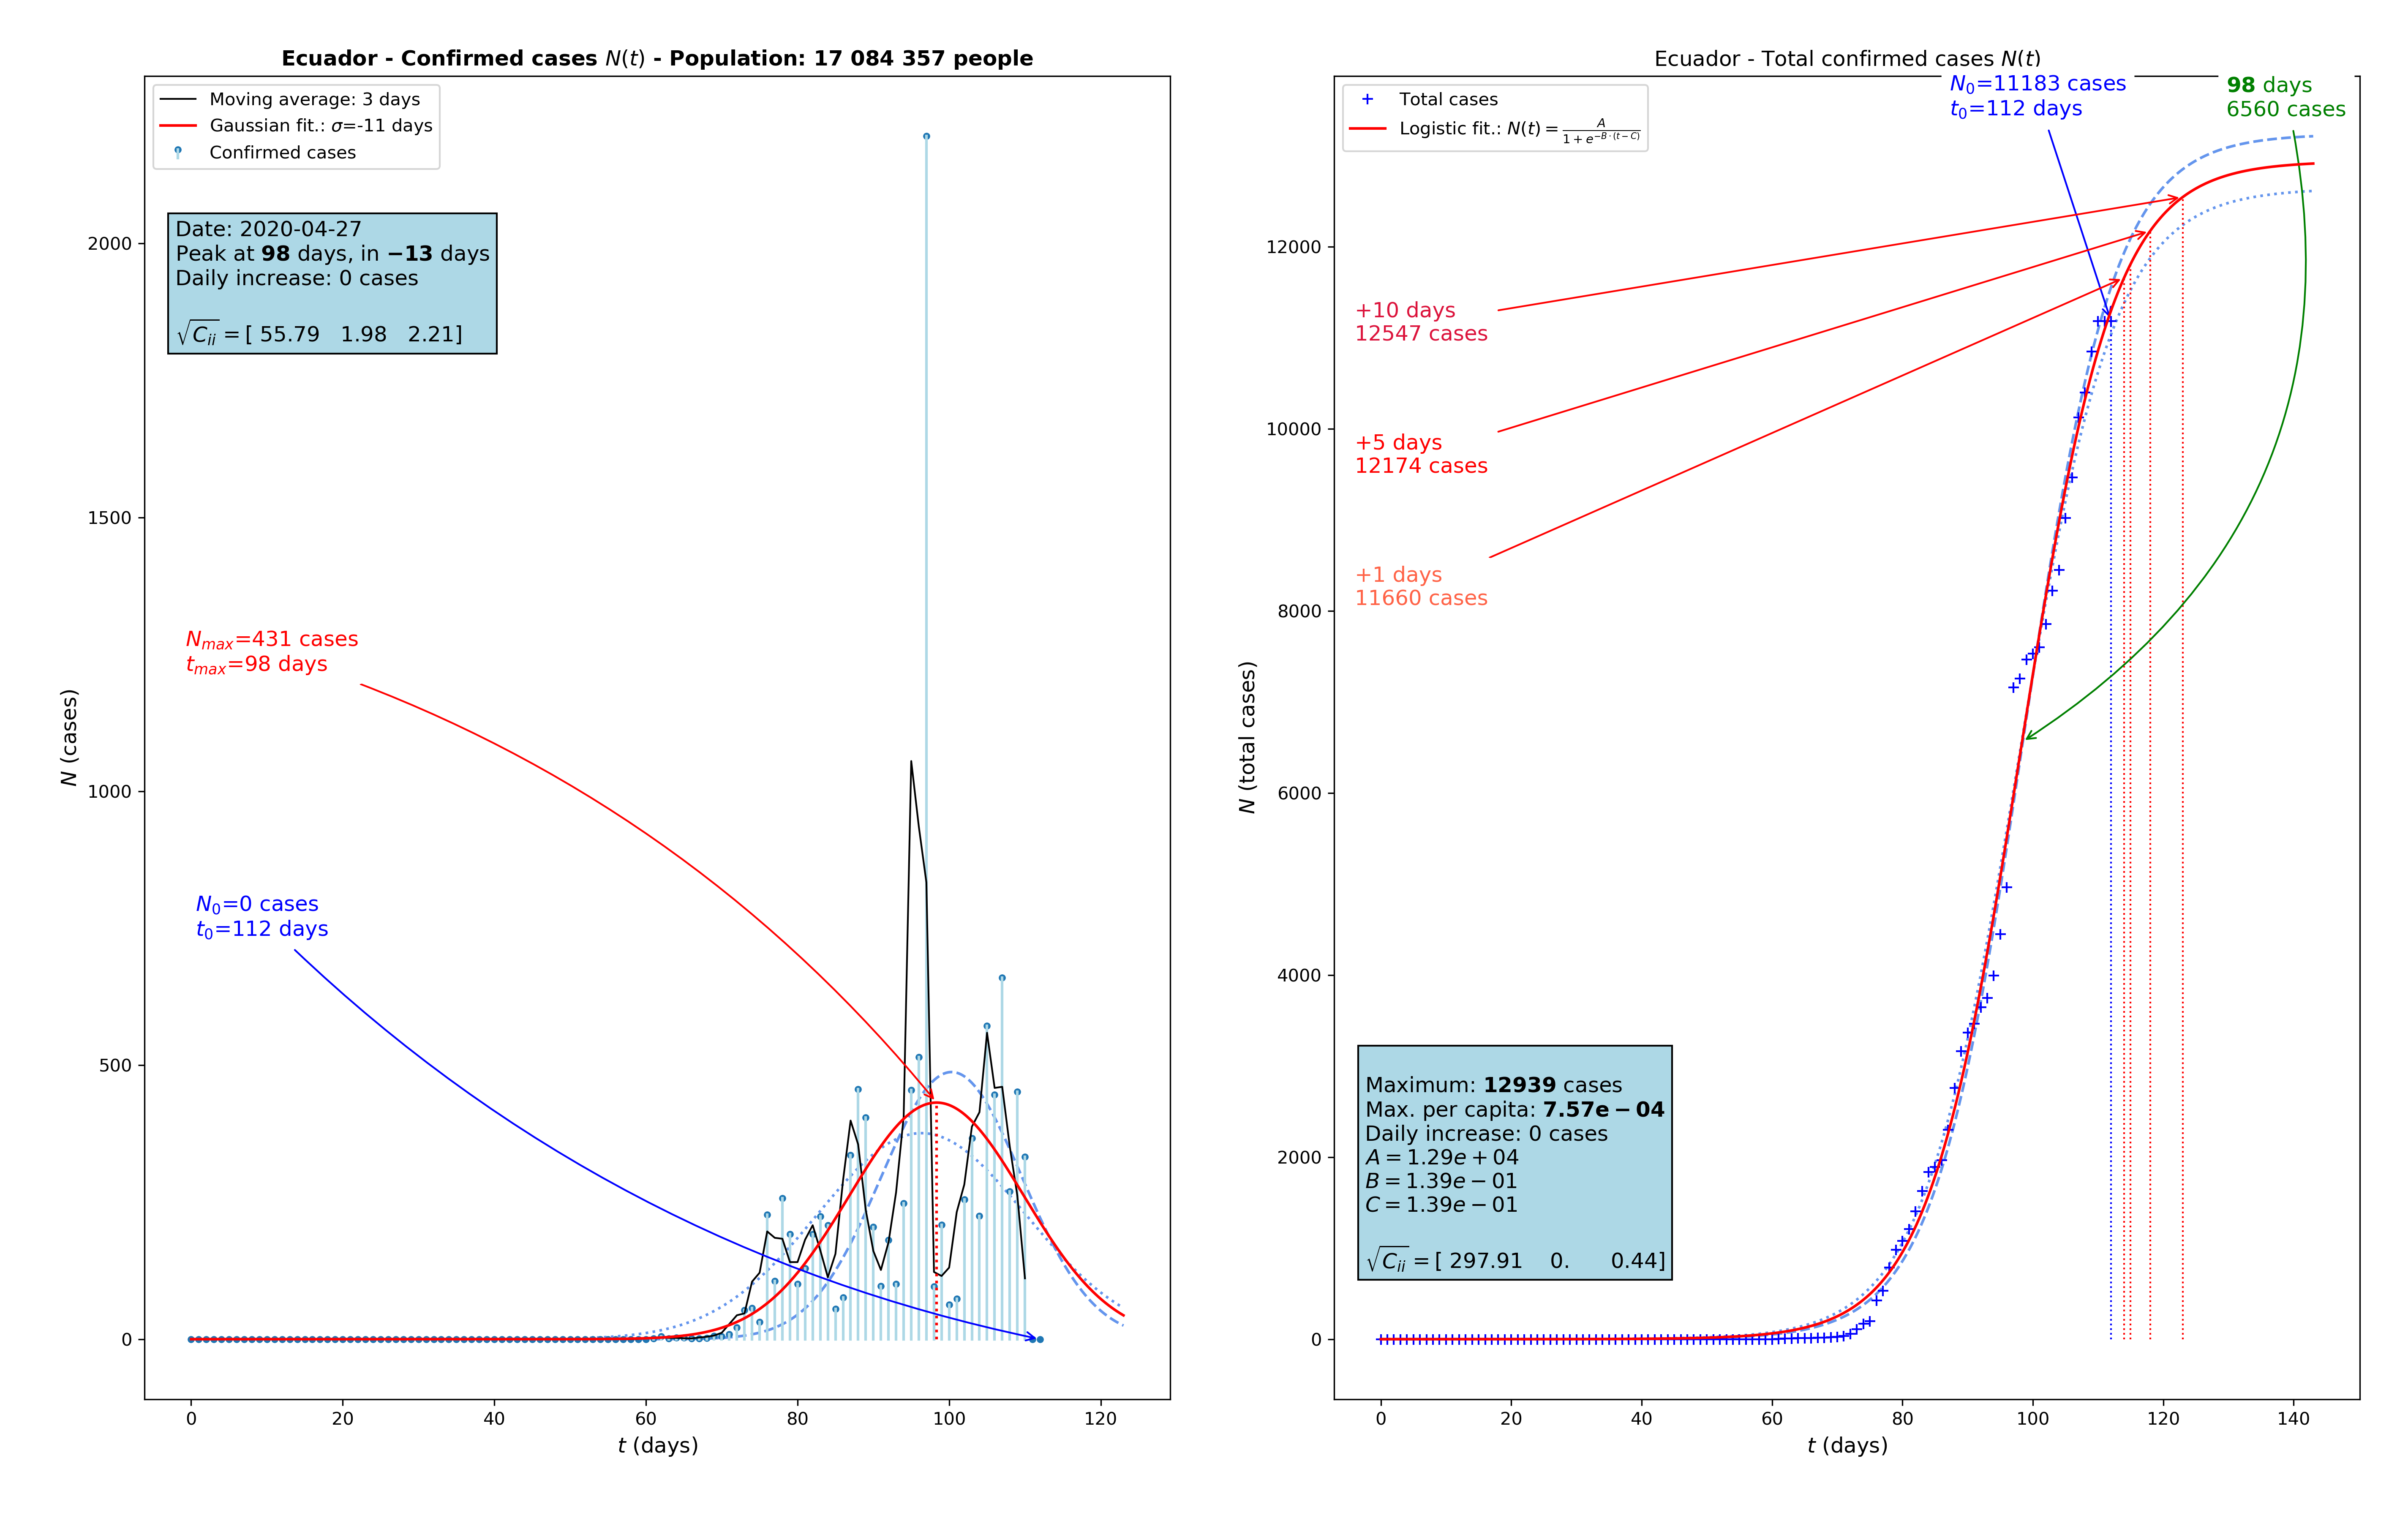 Ecuador - Confirmed cases N(t) - Population: 17 084 357 people
Moving average: 3 days
Gaussian fit.: σ=-11 days
Confirmed cases
Date: 2020-04-27
Peak at 98 days, in −13 days
Daily increase: 0 cases
√C_ii = [ 55.79 1.98 2.21]
N_max=431 cases
t_max=98 days
N_0=0 cases
t_0=112 days
2000
1500
1000
500
0
N (cases)
0 20 40 60 80 100 120
t (days)
Ecuador - Total confirmed cases N(t)
Total cases
Logistic fit.: N(t) = A / 1 + e^−B·(t−C)
N_0=11183 cases
t_0=112 days
98 days
6560 cases
+10 days
12547 cases
+5 days
12174 cases
+1 days
11660 cases
Maximum: 12939 cases
Max. per capita: 7.57e − 04
Daily increase: 0 cases
A = 1.29e + 04
B = 1.39e − 01
C = 1.39e − 01
√C_ii = [ 297.91 0. 0.44]
12000
10000
8000
6000
4000
2000
0
N (total cases)
0 20 40 60 80 100 120 140
t (days)